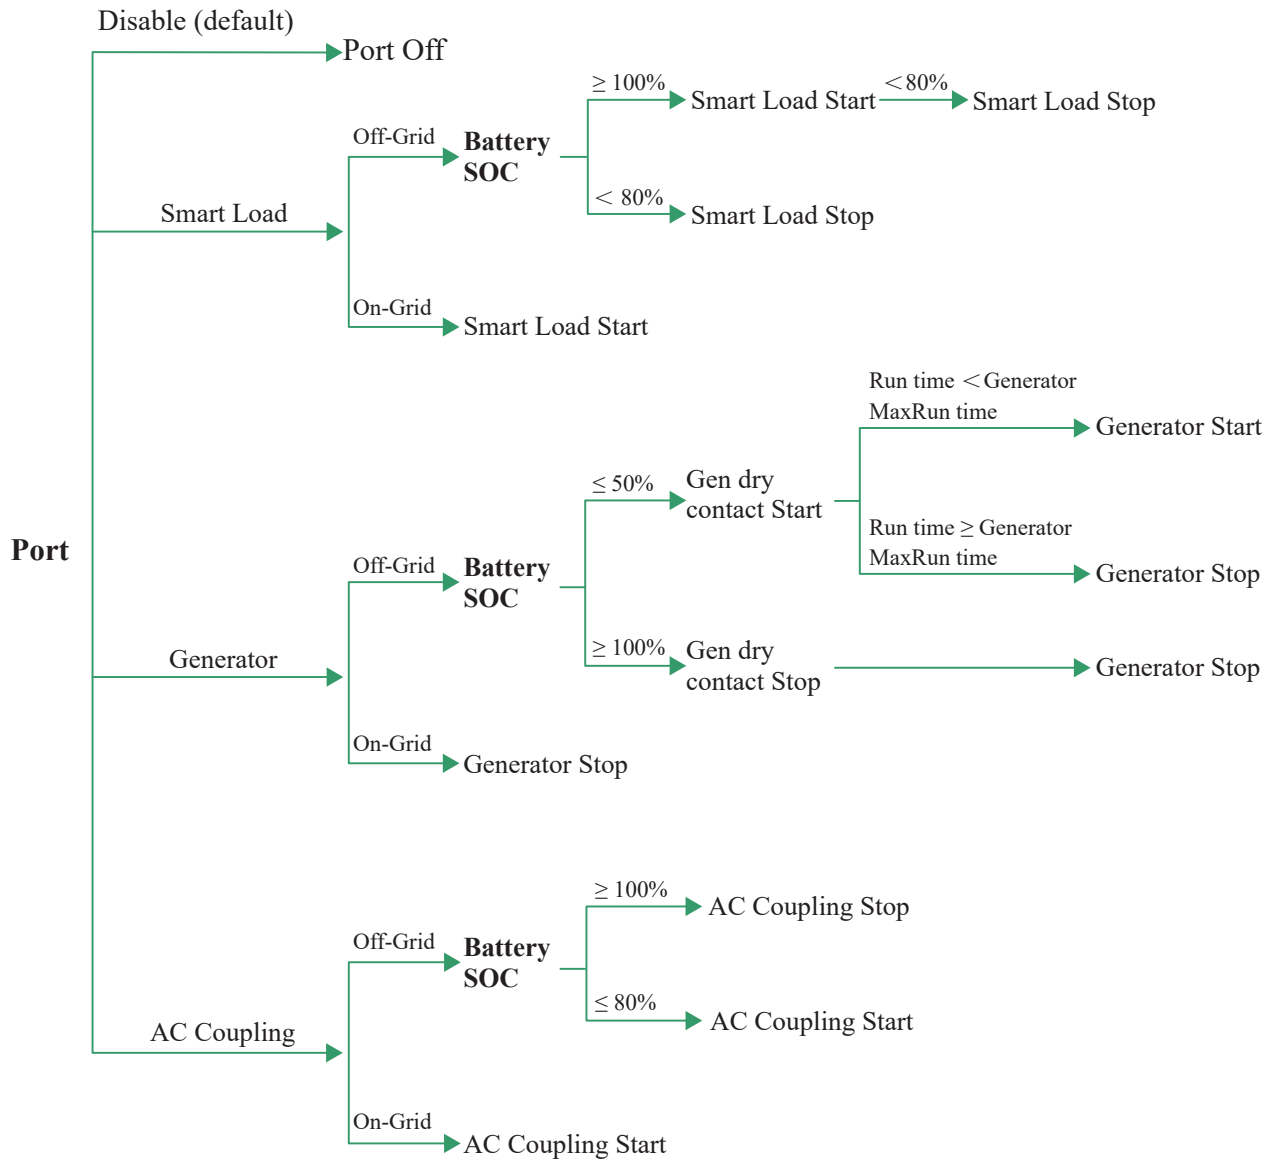 Disable (default)
Port Off
≥ 100%
Smart Load Start
< 80%
Smart Load Stop
Off-Grid
Battery
SOC
< 80%
Smart Load Stop
Smart Load
On-Grid
Smart Load Start
Run time < Generator
MaxRun time
Generator Start
≤ 50%
Gen dry
contact Start
Run time ≥ Generator
MaxRun time
Generator Stop
Port
Off-Grid
Battery
SOC
≥ 100%
Gen dry
contact Stop
Generator Stop
Generator
On-Grid
Generator Stop
≥ 100%
AC Coupling Stop
Off-Grid
Battery
SOC
≤ 80%
AC Coupling Start
AC Coupling
On-Grid
AC Coupling Start